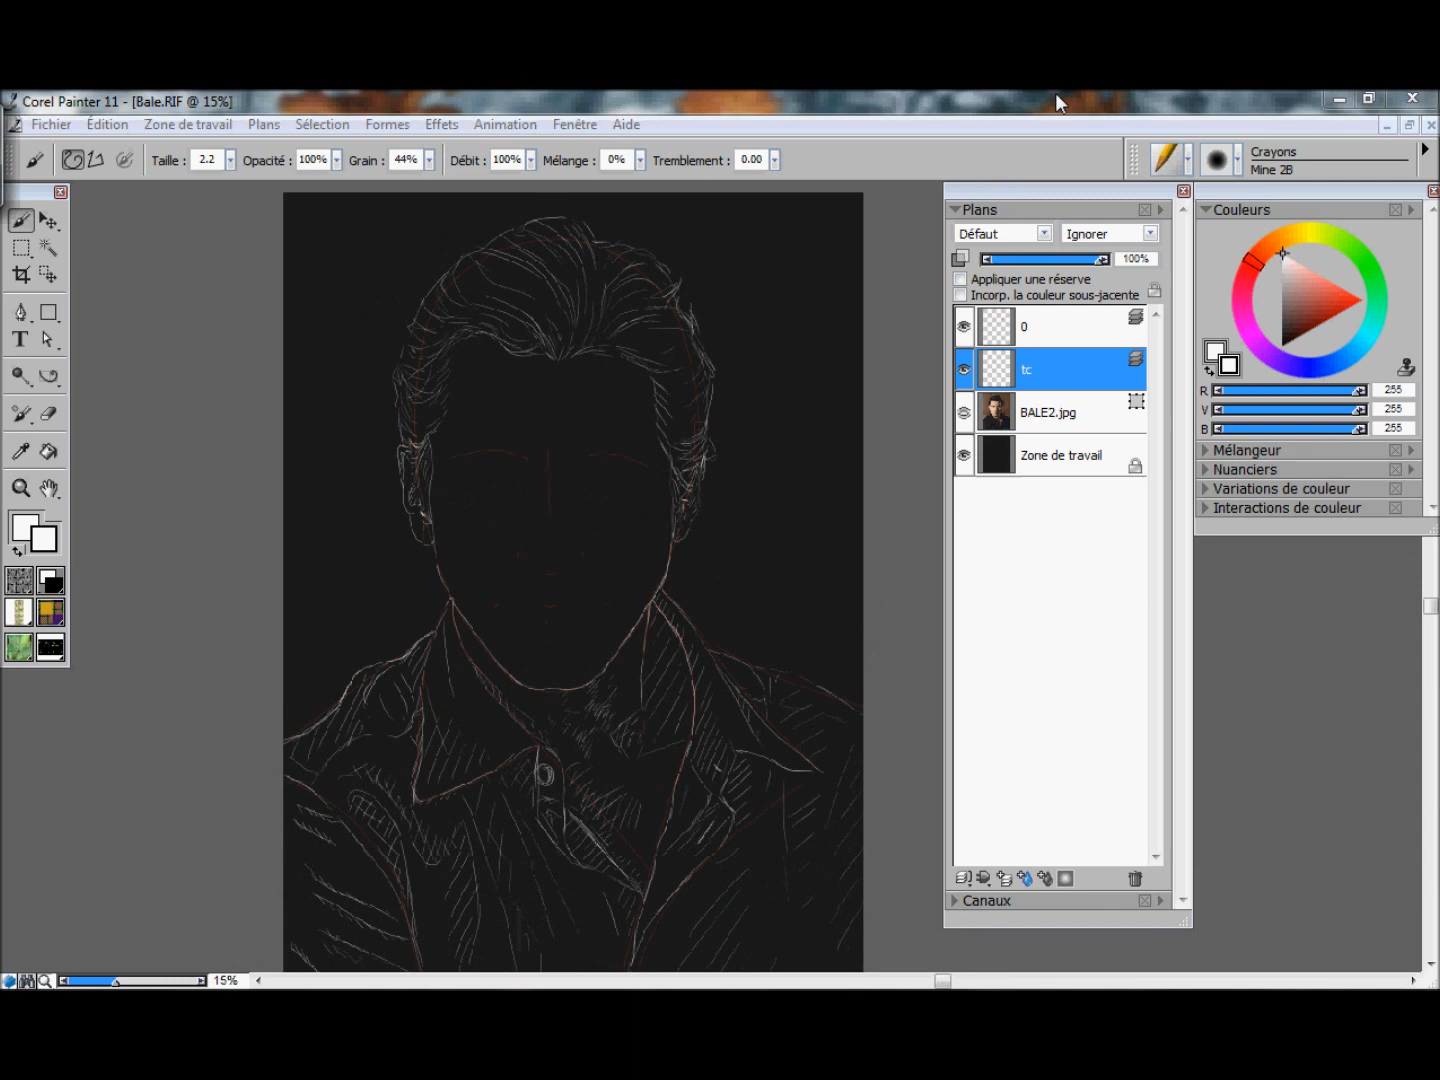 Corel Painter 11 - [Bale.RIF @ 15%]
Fichier Édition Zone de travail Plans Sélection Formes Effets Animation Fenêtre Aide
Taille : 2.2 Opacité : 100% Grain : 44% Débit : 100% Mélange : 0% Tremblement : 0.00
Crayons
Mine 2B
Plans
Défaut Ignorer
100%
Appliquer une réserve
Incorp. la couleur sous-jacente
0
tc
BALE2.jpg
Zone de travail
Canaux
Couleurs
R 255
V 255
B 255
Mélangeur
Nuanciers
Variations de couleur
Interactions de couleur
T
15%